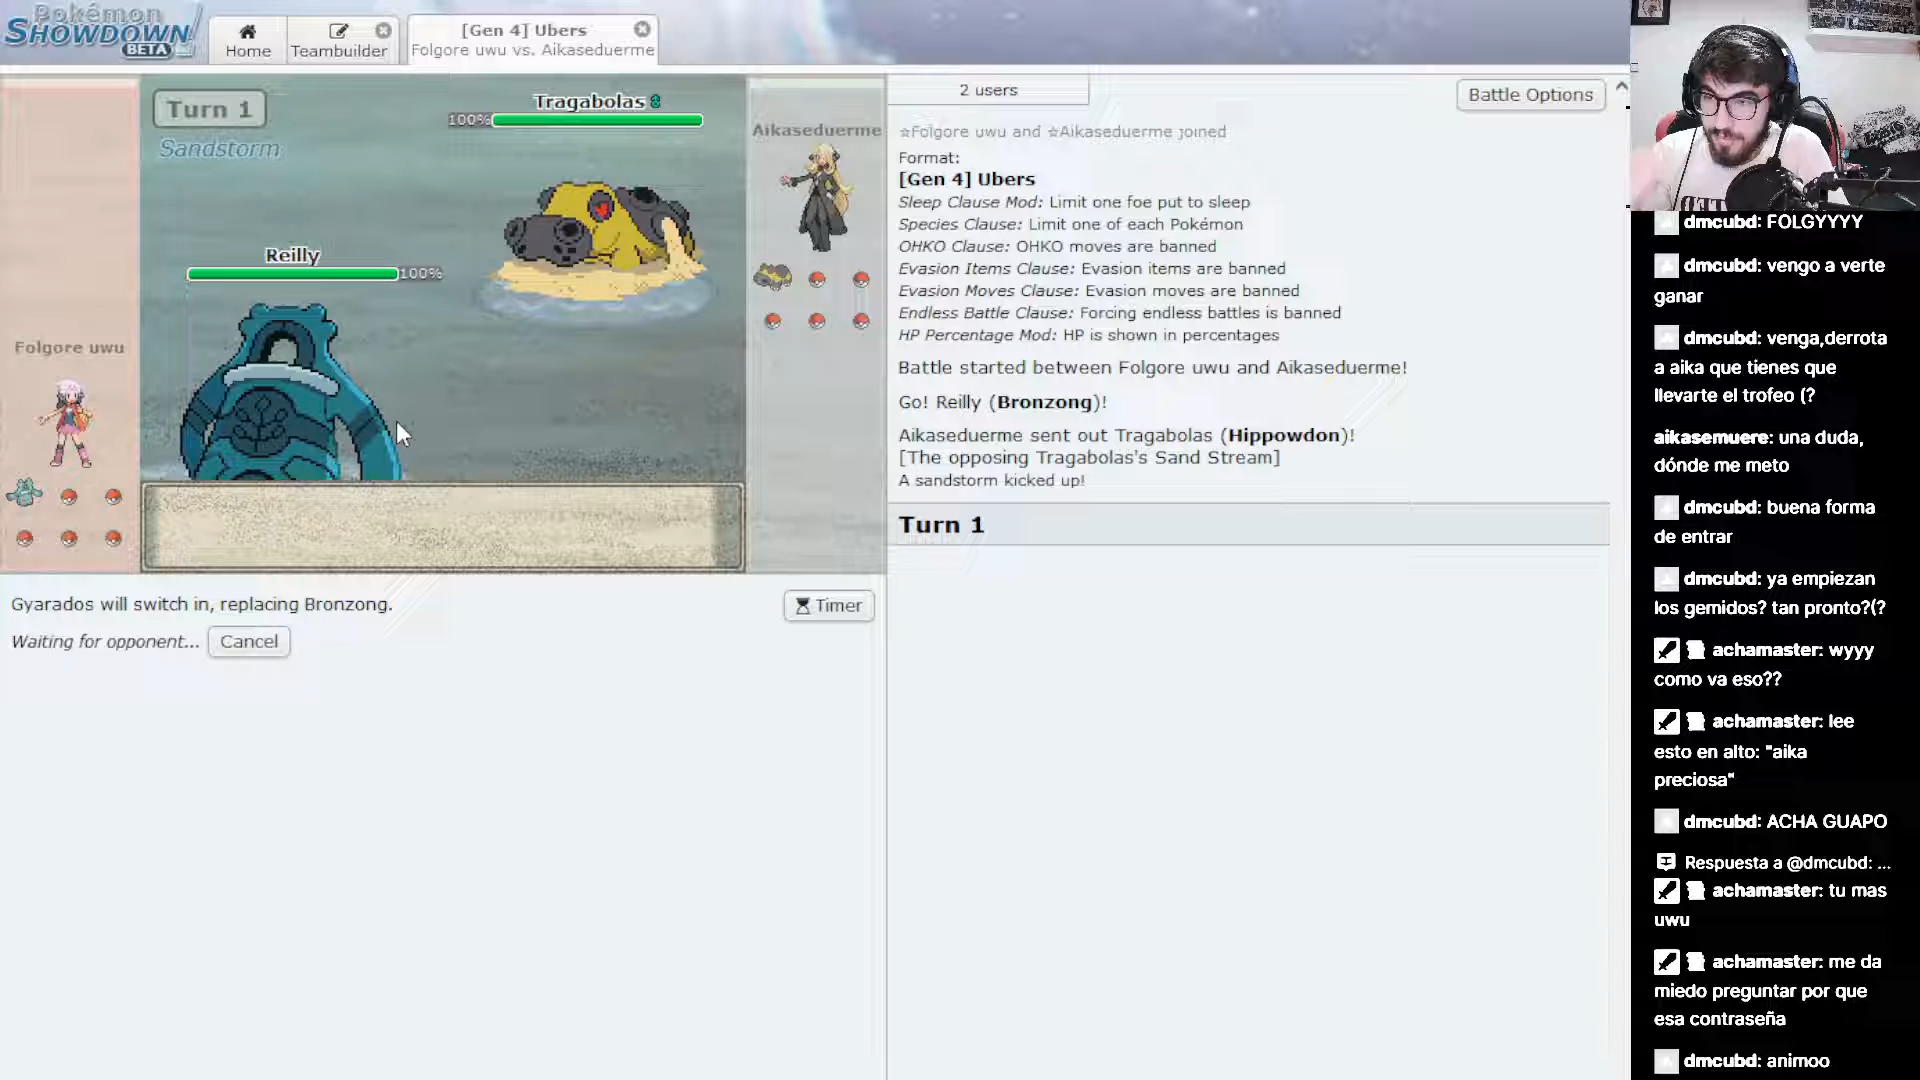 Pokémon
SHOWDOWN
BETA
Home
Teambuilder
[Gen 4] Ubers
Folgore uwu vs. Aikaseduerme
Turn 1
Sandstorm
Tragabolas
100%
Reilly
100%
Folgore uwu
Aikaseduerme
Gyarados will switch in, replacing Bronzong.
Timer
Waiting for opponent... Cancel
2 users
Battle Options
☆Folgore uwu and ☆Aikaseduerme joined
Format:
[Gen 4] Ubers
Sleep Clause Mod: Limit one foe put to sleep
Species Clause: Limit one of each Pokémon
OHKO Clause: OHKO moves are banned
Evasion Items Clause: Evasion items are banned
Evasion Moves Clause: Evasion moves are banned
Endless Battle Clause: Forcing endless battles is banned
HP Percentage Mod: HP is shown in percentages
Battle started between Folgore uwu and Aikaseduerme!
Go! Reilly (Bronzong)!
Aikaseduerme sent out Tragabolas (Hippowdon)!
[The opposing Tragabolas's Sand Stream]
A sandstorm kicked up!
Turn 1
dmcubd: FOLGYYYY
dmcubd: vengo a verte
ganar
dmcubd: venga,derrota
a aika que tienes que
llevarte el trofeo (?
aikasemuere: una duda,
dónde me meto
dmcubd: buena forma
de entrar
dmcubd: ya empiezan
los gemidos? tan pronto?(?
achamaster: wyyy
como va eso??
achamaster: lee
esto en alto: "aika
preciosa"
dmcubd: ACHA GUAPO
Respuesta a @dmcubd: ...
achamaster: tu mas
uwu
achamaster: me da
miedo preguntar por que
esa contraseña
dmcubd: animoo